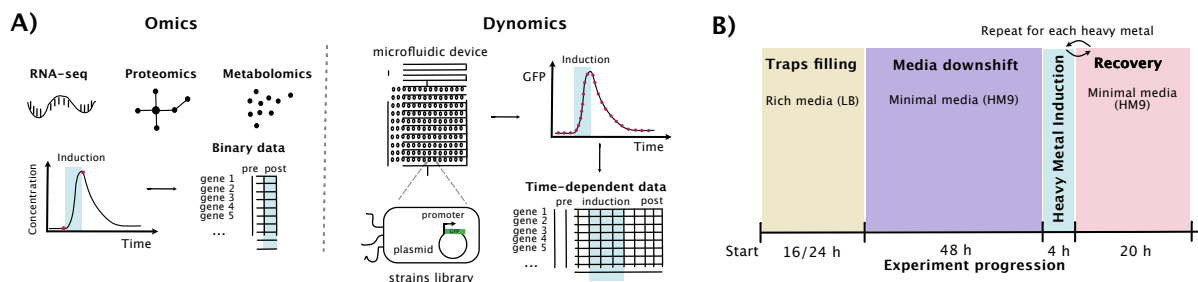 A)
Omics
RNA-seq
Proteomics
Metabolomics
Induction
Concentration
Time
Binary data
pre post
gene 1
gene 2
gene 3
gene 4
gene 5
...
Dynomics
microfluidic device
GFP
Induction
Time
promoter
GFP
plasmid
strains library
Time-dependent data
pre induction post
gene 1
gene 2
gene 3
gene 4
gene 5
...
B)
Repeat for each heavy metal
Traps filling
Rich media (LB)
Media downshift
Minimal media (HM9)
Heavy Metal Induction
Recovery
Minimal media
(HM9)
Start
16/24 h
48 h
4 h
20 h
Experiment progression